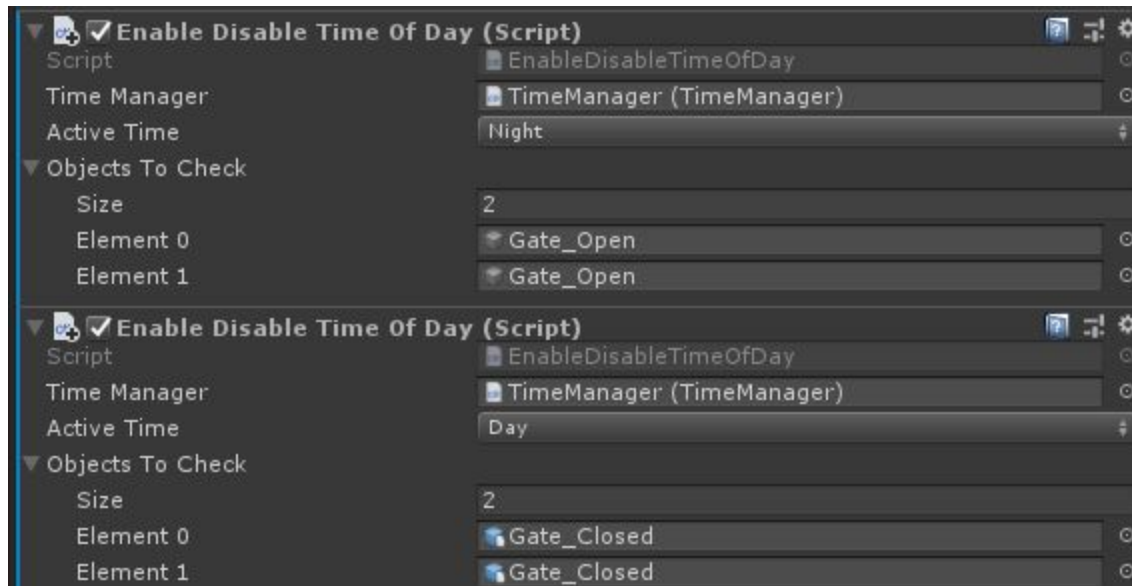 Enable Disable Time Of Day (Script)
Script EnableDisableTimeOfDay
Time Manager TimeManager (TimeManager)
Active Time Night
Objects To Check
Size 2
Element 0 Gate_Open
Element 1 Gate_Open
Enable Disable Time Of Day (Script)
Script EnableDisableTimeOfDay
Time Manager TimeManager (TimeManager)
Active Time Day
Objects To Check
Size 2
Element 0 Gate_Closed
Element 1 Gate_Closed